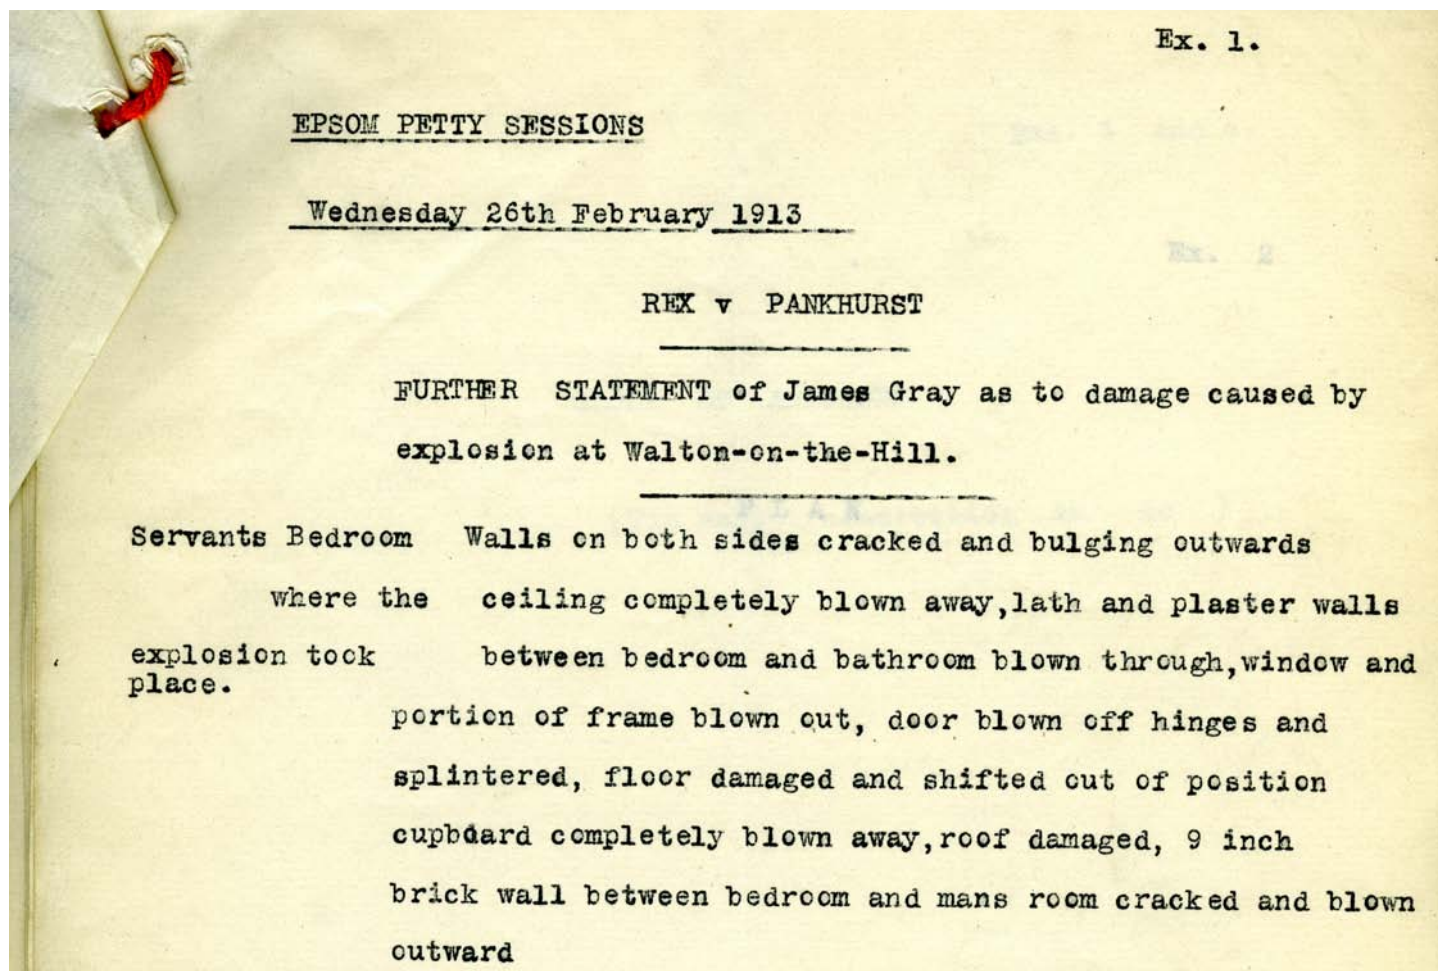 Ex. 1.
EPSOM PETTY SESSIONS
Wednesday 26th February 1913
REX v PANKHURST
FURTHER STATEMENT of James Gray as to damage caused by
explosion at Walton-on-the-Hill.
Servants Bedroom Walls on both sides cracked and bulging outwards
where the ceiling completely blown away,lath and plaster walls
explosion took between bedroom and bathroom blown through,window and
place.
portion of frame blown out, door blown off hinges and
splintered, floor damaged and shifted out of position
cupboard completely blown away,roof damaged, 9 inch
brick wall between bedroom and mans room cracked and blown
outward